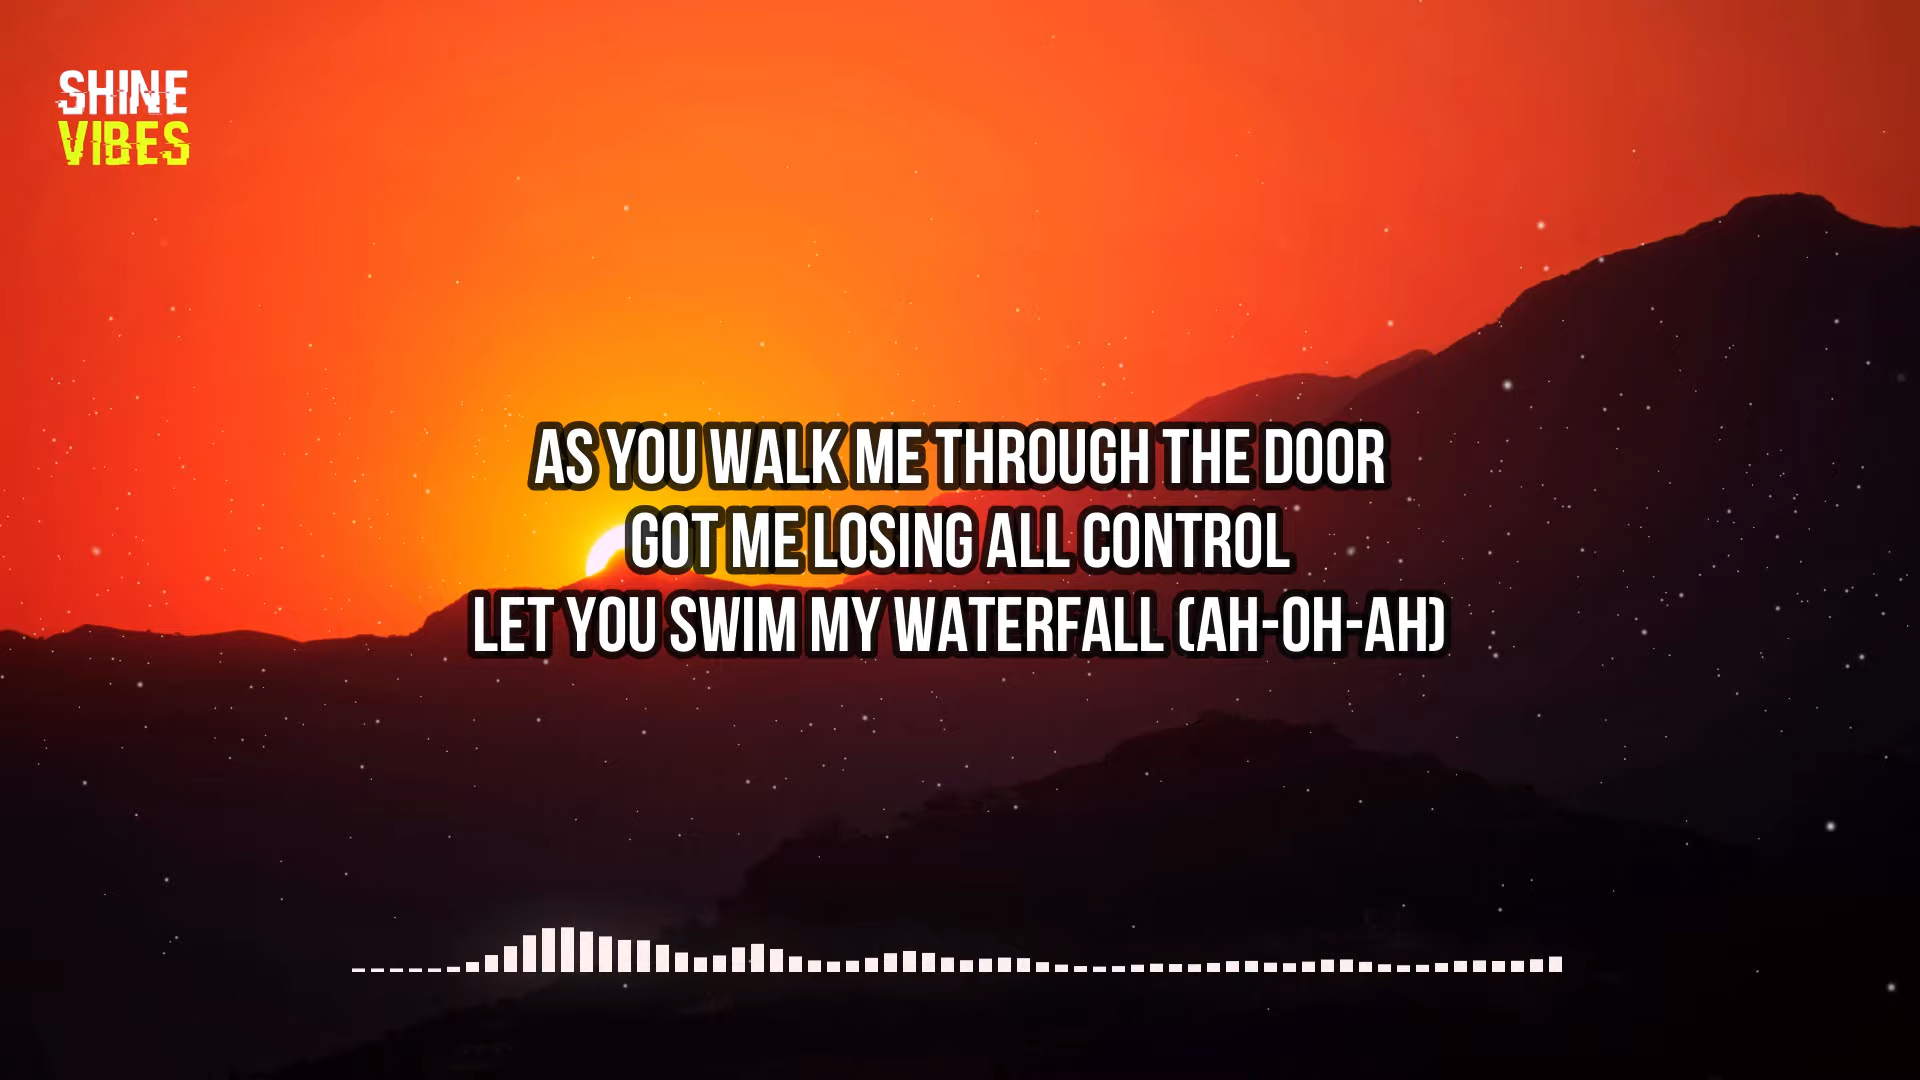 SHINE
VIBES
AS YOU WALK ME THROUGH THE DOOR
GOT ME LOSING ALL CONTROL
LET YOU SWIM MY WATERFALL (AH-OH-AH)